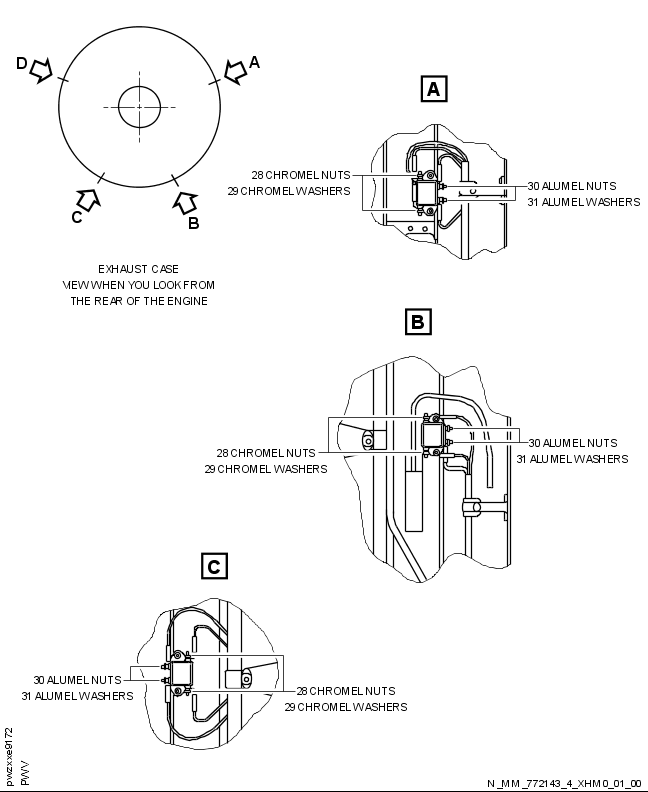 D
A
C
B
EXHAUST CASE
VIEW WHEN YOU LOOK FROM
THE REAR OF THE ENGINE
A
28 CHROMEL NUTS
29 CHROMEL WASHERS
30 ALUMEL NUTS
31 ALUMEL WASHERS
B
28 CHROMEL NUTS
29 CHROMEL WASHERS
30 ALUMEL NUTS
31 ALUMEL WASHERS
C
30 ALUMEL NUTS
31 ALUMEL WASHERS
28 CHROMEL NUTS
29 CHROMEL WASHERS
pwzxxe9172
PWV
N_MM_772143_4_XHM0_01_00